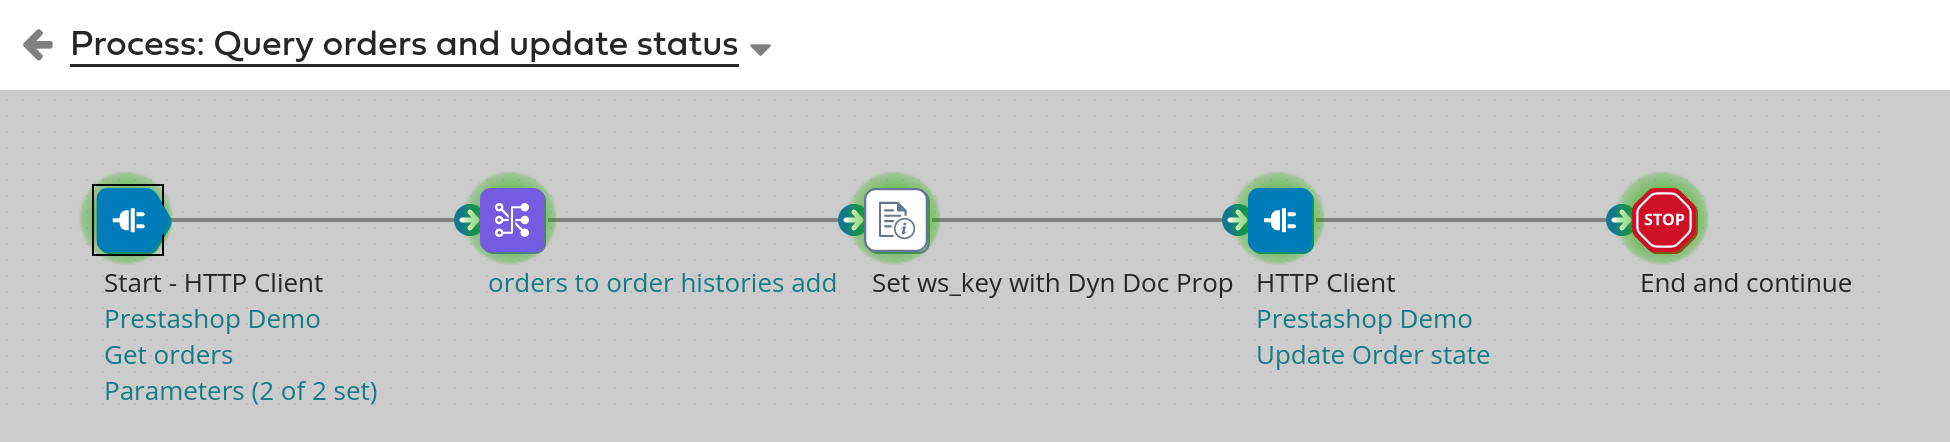 Process: Query orders and update status
STOP
Start - HTTP Client
Prestashop Demo
Get orders
Parameters (2 of 2 set)
orders to order histories add
Set ws_key with Dyn Doc Prop
HTTP Client
Prestashop Demo
Update Order state
End and continue